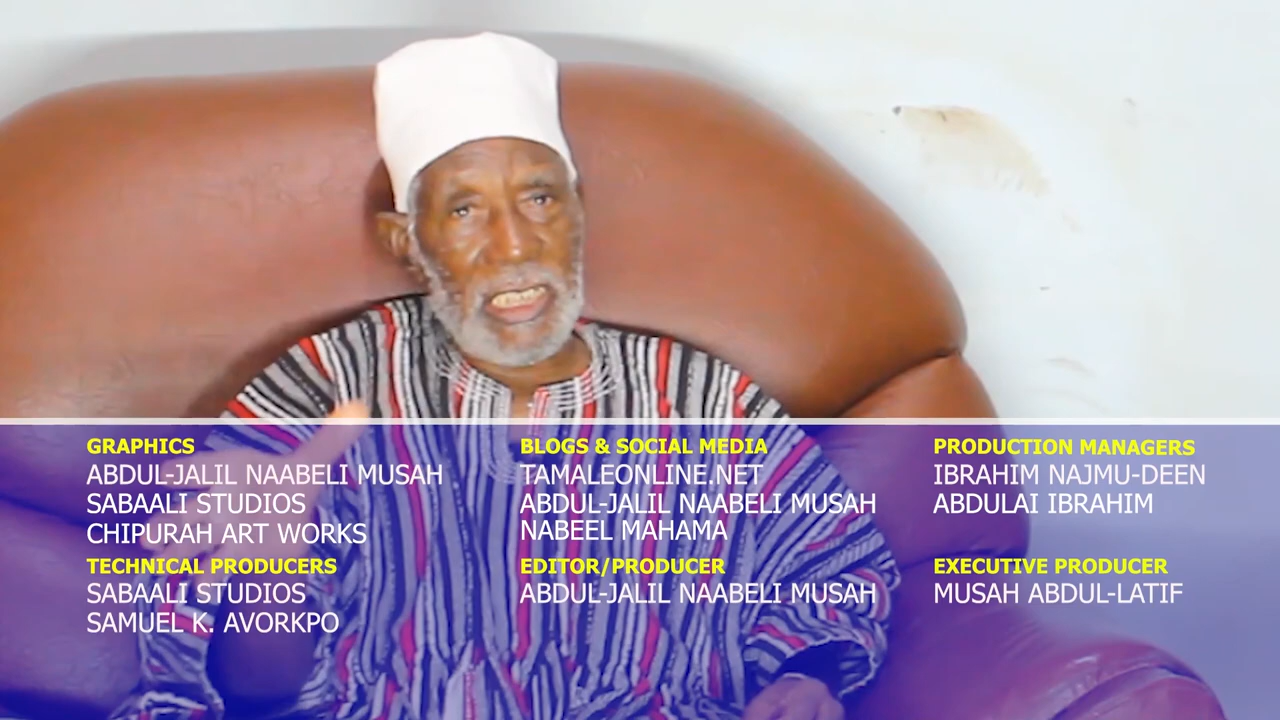 GRAPHICS
ABDUL-JALIL NAABELI MUSAH
SABAALI STUDIOS
CHIPURAH ART WORKS
TECHNICAL PRODUCERS
SABAALI STUDIOS
SAMUEL K. AVORKPO
BLOGS & SOCIAL MEDIA
TAMALEONLINE.NET
ABDUL-JALIL NAABELI MUSAH
NABEEL MAHAMA
EDITOR/PRODUCER
ABDUL-JALIL NAABELI MUSAH
PRODUCTION MANAGERS
IBRAHIM NAJMU-DEEN
ABDULAI IBRAHIM
EXECUTIVE PRODUCER
MUSAH ABDUL-LATIF